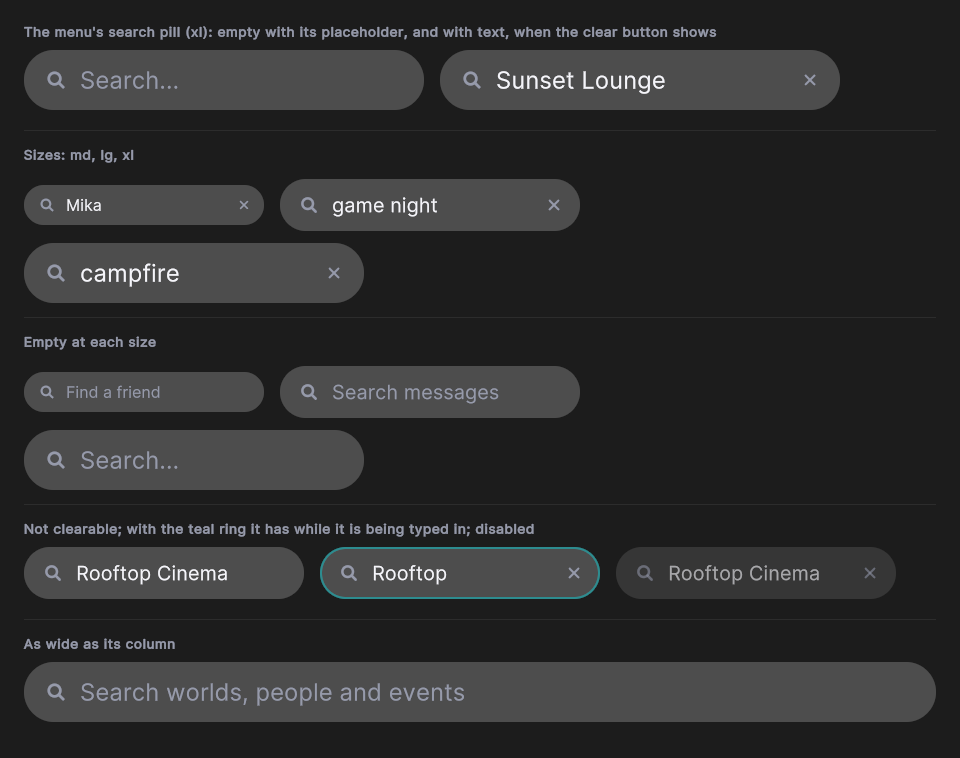 The menu's search pill (xl): empty with its placeholder, and with text, when the clear button shows
Search...
Sunset Lounge
Sizes: md, lg, xl
Mika
game night
campfire
Empty at each size
Find a friend
Search messages
Search...
Not clearable; with the teal ring it has while it is being typed in; disabled
Rooftop Cinema
Rooftop
Rooftop Cinema
As wide as its column
Search worlds, people and events